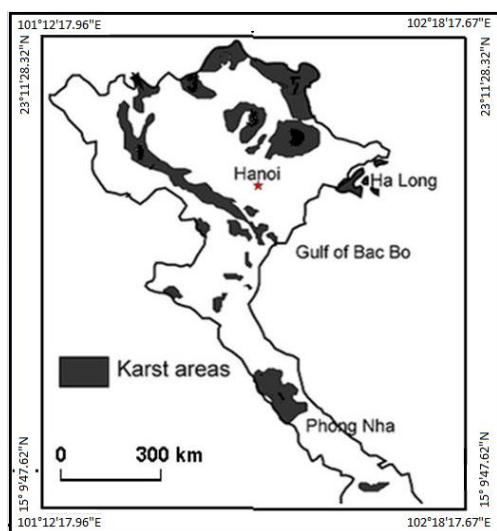 101°12'17.96"E 102°18'17.67"E
23°11'28.32"N
23°11'28.32"N
Hanoi
Ha Long
Gulf of Bac Bo
Karst areas
Phong Nha
0 300 km
15° 9'47.62"N
15° 9'47.62"N
101°12'17.96"E 102°18'17.67"E